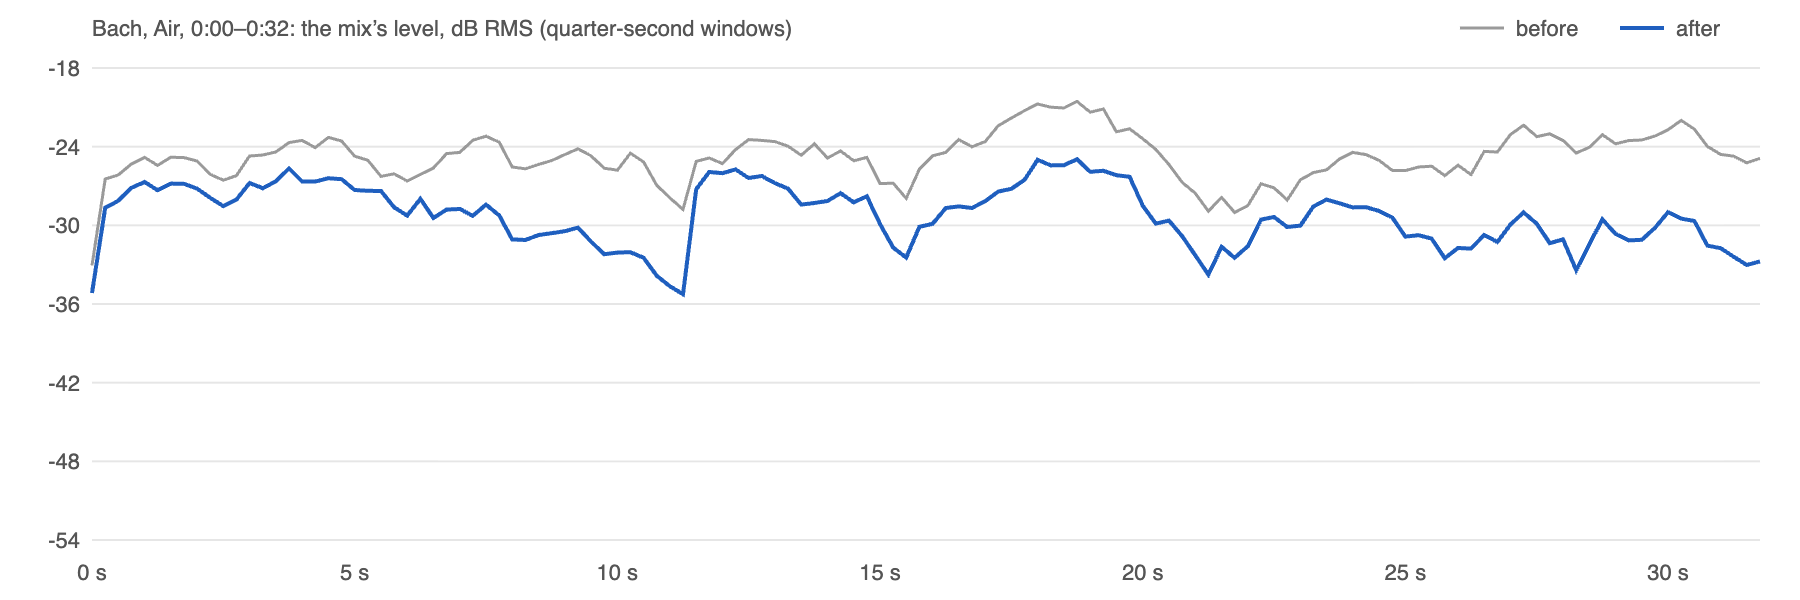 Bach, Air, 0:00–0:32: the mix’s level, dB RMS (quarter-second windows)
before
after
-18
-24
-30
-36
-42
-48
-54
0 s
5 s
10 s
15 s
20 s
25 s
30 s